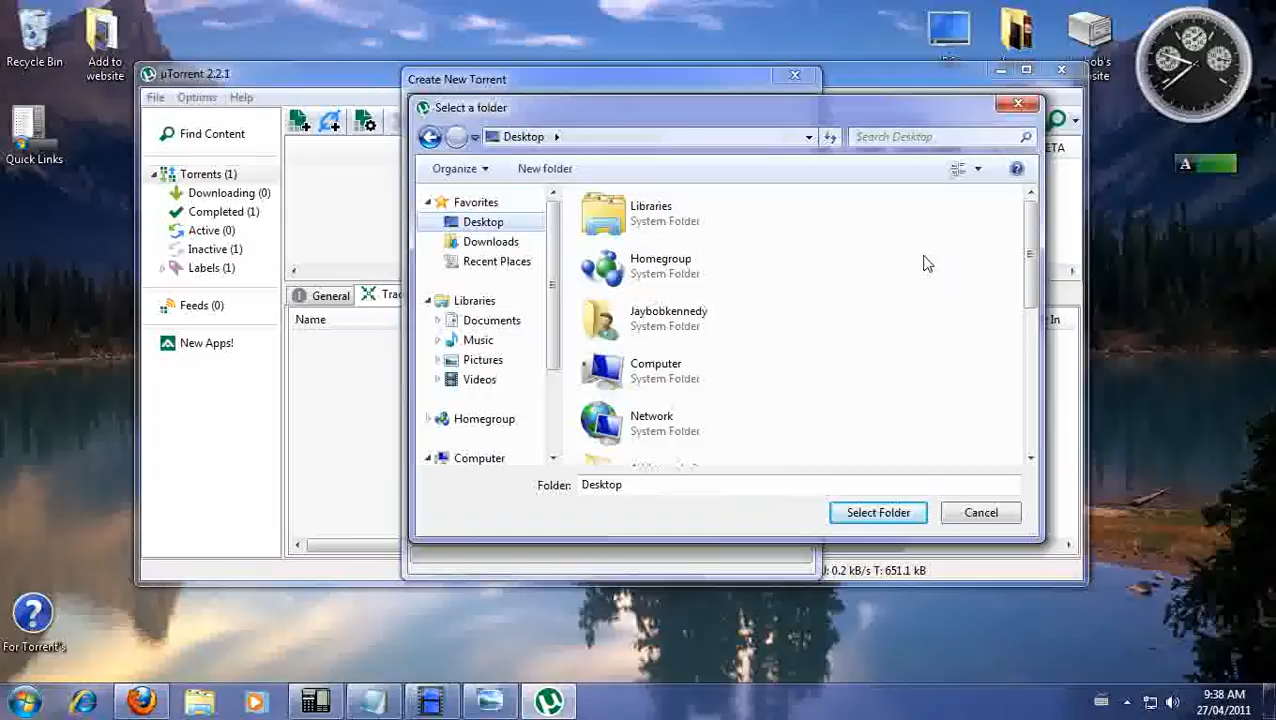 Recycle Bin
Add to
website
Quick Links
For Torrent's
µTorrent 2.2.1
File Options Help
Find Content
Torrents (1)
Downloading (0)
Completed (1)
Active (0)
Inactive (1)
Labels (1)
Feeds (0)
New Apps!
General
Name
Create New Torrent
Select a folder
Desktop
Search Desktop
Organize
New folder
Favorites
Desktop
Downloads
Recent Places
Libraries
Documents
Music
Pictures
Videos
Homegroup
Computer
Libraries
System Folder
Homegroup
System Folder
Jaybobkennedy
System Folder
Computer
System Folder
Network
System Folder
Folder: Desktop
Select Folder
Cancel
0.2 kB/s T: 651.1 kB
A
9:38 AM
27/04/2011